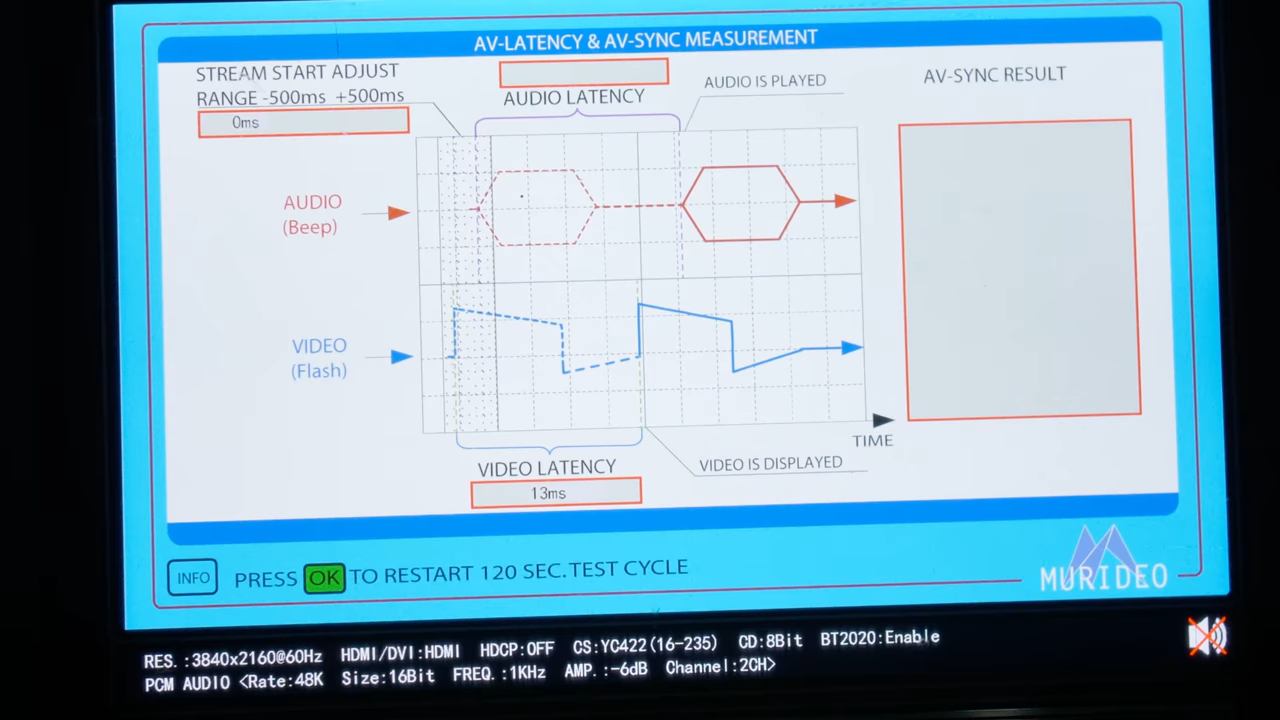 AV-LATENCY & AV-SYNC MEASUREMENT
STREAM START ADJUST
RANGE -500ms +500ms
0ms
AUDIO LATENCY
AUDIO IS PLAYED
AV-SYNC RESULT
AUDIO
(Beep)
VIDEO
(Flash)
TIME
VIDEO LATENCY
13ms
VIDEO IS DISPLAYED
INFO
PRESS OK TO RESTART 120 SEC. TEST CYCLE
MURIDEO
RES.:3840x2160@60Hz HDMI/DVI:HDMI HDCP:OFF CS:YC422(16-235) CD:8Bit BT2020:Enable
PCM AUDIO <Rate:48K Size:16Bit FREQ.:1KHz AMP.:-6dB Channel:2CH>